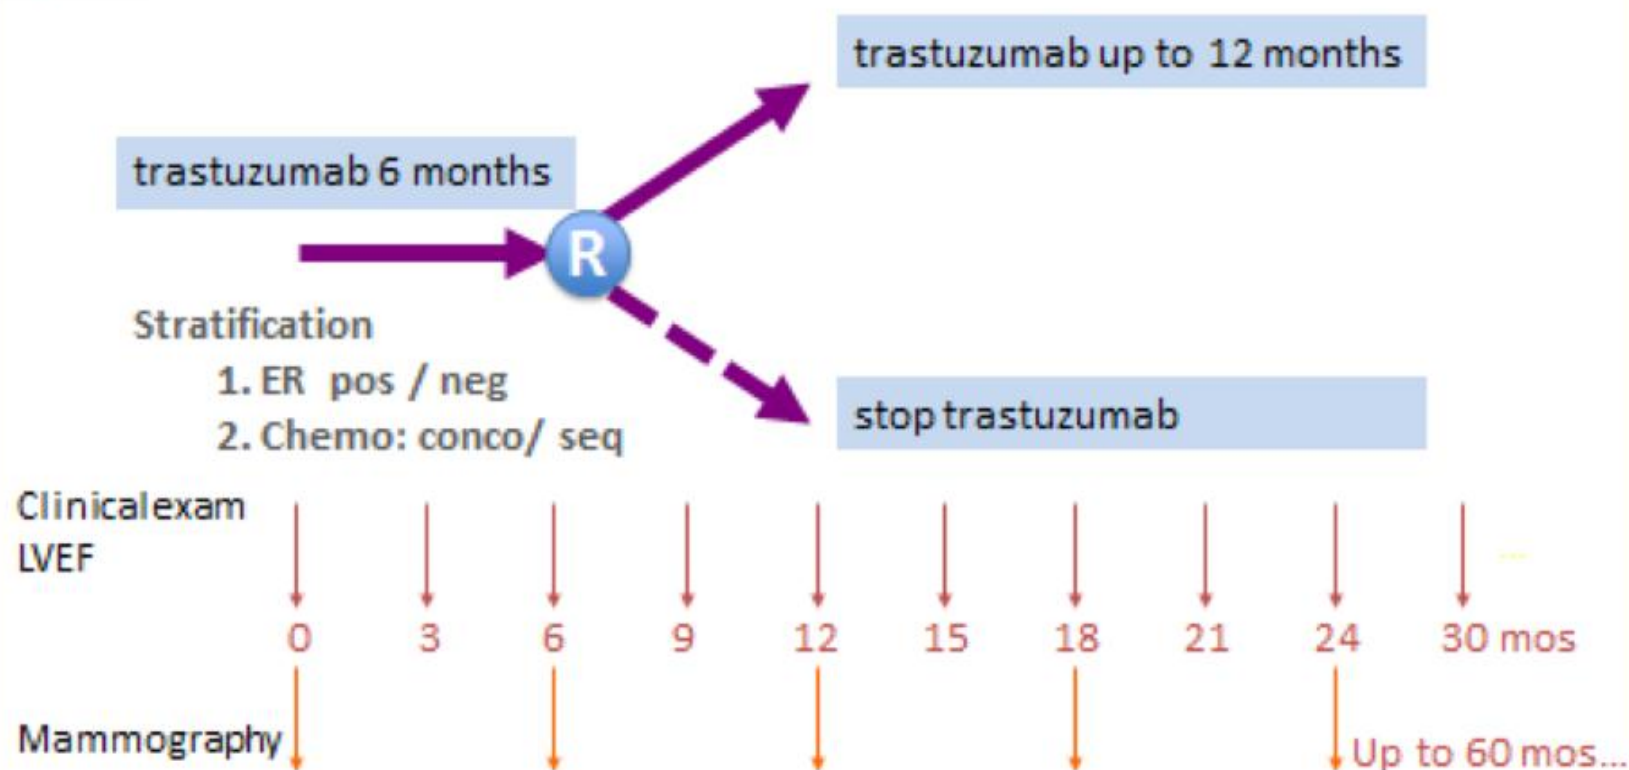 trastuzumab up to 12 months
trastuzumab 6 months
R
Stratification
1. ER pos / neg
2. Chemo: conco/ seq
stop trastuzumab
Clinicalexam
LVEF
...
0 3 6 9 12 15 18 21 24 30 mos
Mammography
Up to 60 mos...